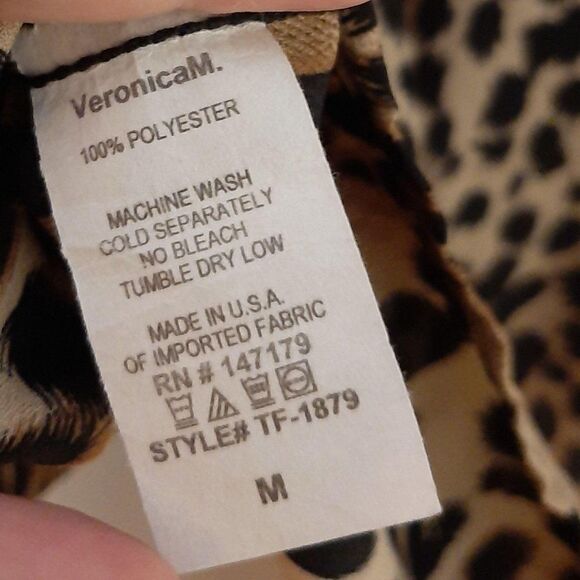 VeronicaM.
100% POLYESTER
MACHINE WASH
COLD SEPARATELY
NO BLEACH
TUMBLE DRY LOW
MADE IN U.S.A.
OF IMPORTED FABRIC
RN # 147179
STYLE# TF-1879
M